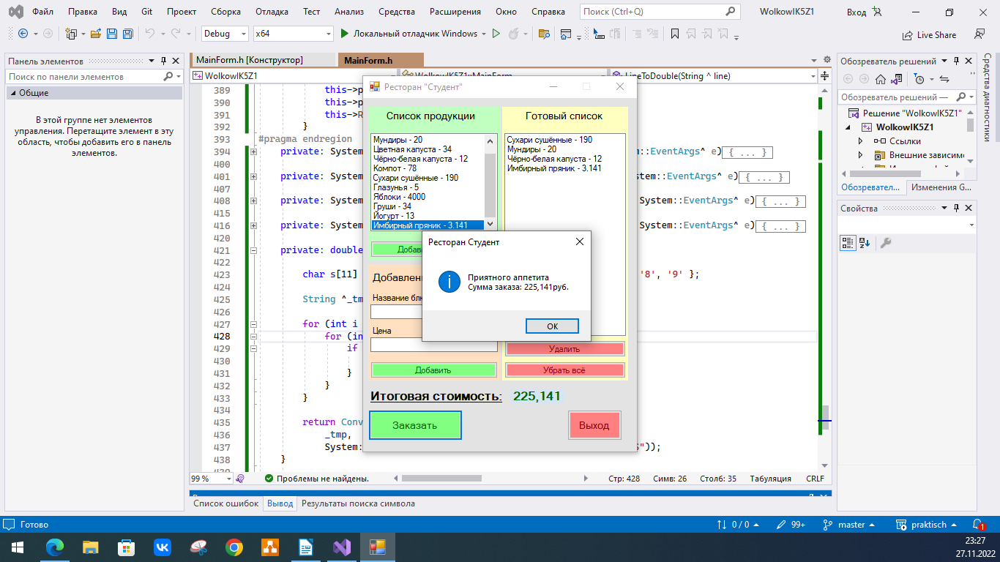 Файл Правка Вид Git Проект Сборка Отладка Тест Анализ Средства Расширения Окно Справка Поиск (Ctrl+Q) WolkowIK5Z1 Вход
Debug x64 Локальный отладчик Windows Live Share
Панель элементов
Поиск по панели элементов
Общие
В этой группе нет элементов
управления. Перетащите элемент в эту
область, чтобы добавить его в панель
элементов.
MainForm.h [Конструктор] MainForm.h
WolkowIK5Z1 WolkowIK5Z1::MainForm LineToDouble(String ^ line)
389 this->p
390 this->p
391 this->R
392 }
393 #pragma endregion
394 private: System m::EventArgs^ e) { ... }
400
401 private: System stem::EventArgs^ e) { ... }
407
408 private: System System::EventArgs^ e) { ... }
415
416 private: System System::EventArgs^ e) { ... }
420
421 private: double
422
423 char s[11] '8', '9' };
424
425 String ^_tm
426
427 for (int i
428 for (in
429 if
430
431 }
432 }
433 }
434
435 return Conv
436 _tmp,
437 System: S"));
438 }
Ресторан "Студент"
Список продукции
Мундиры - 20
Цветная капуста - 34
Чёрно-белая капуста - 12
Компот - 78
Сухари сушённые - 190
Глазунья - 5
Яблоки - 4000
Груши - 34
Йогурт - 13
Имбирный пряник - 3.141
Добави
Готовый список
Сухари сушённые - 190
Мундиры - 20
Чёрно-белая капуста - 12
Имбирный пряник - 3.141
Добавлени
Название блю
Цена
Добавить
Удалить
Убрать всё
Итоговая стоимость: 225,141
Заказать
Выход
Ресторан Студент
Приятного аппетита
Сумма заказа: 225,141руб.
ОК
99 % Проблемы не найдены. Стр: 428 Симв: 26 Столб: 35 Табуляция CRLF
Список ошибок Вывод Результаты поиска символа
Обозреватель решений
Обозреватель решений —
Решение "WolkowIK5Z1"
WolkowIK5Z1
Ссылки
Внешние зависимо
Обозревател... Изменения G...
Свойства
Средства диагностики
Готово 0 / 0 99+ master praktisch 1
23:27
27.11.2022